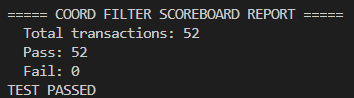 ===== COORD FILTER SCOREBOARD REPORT =====
  Total transactions: 52
  Pass: 52
  Fail: 0
TEST PASSED